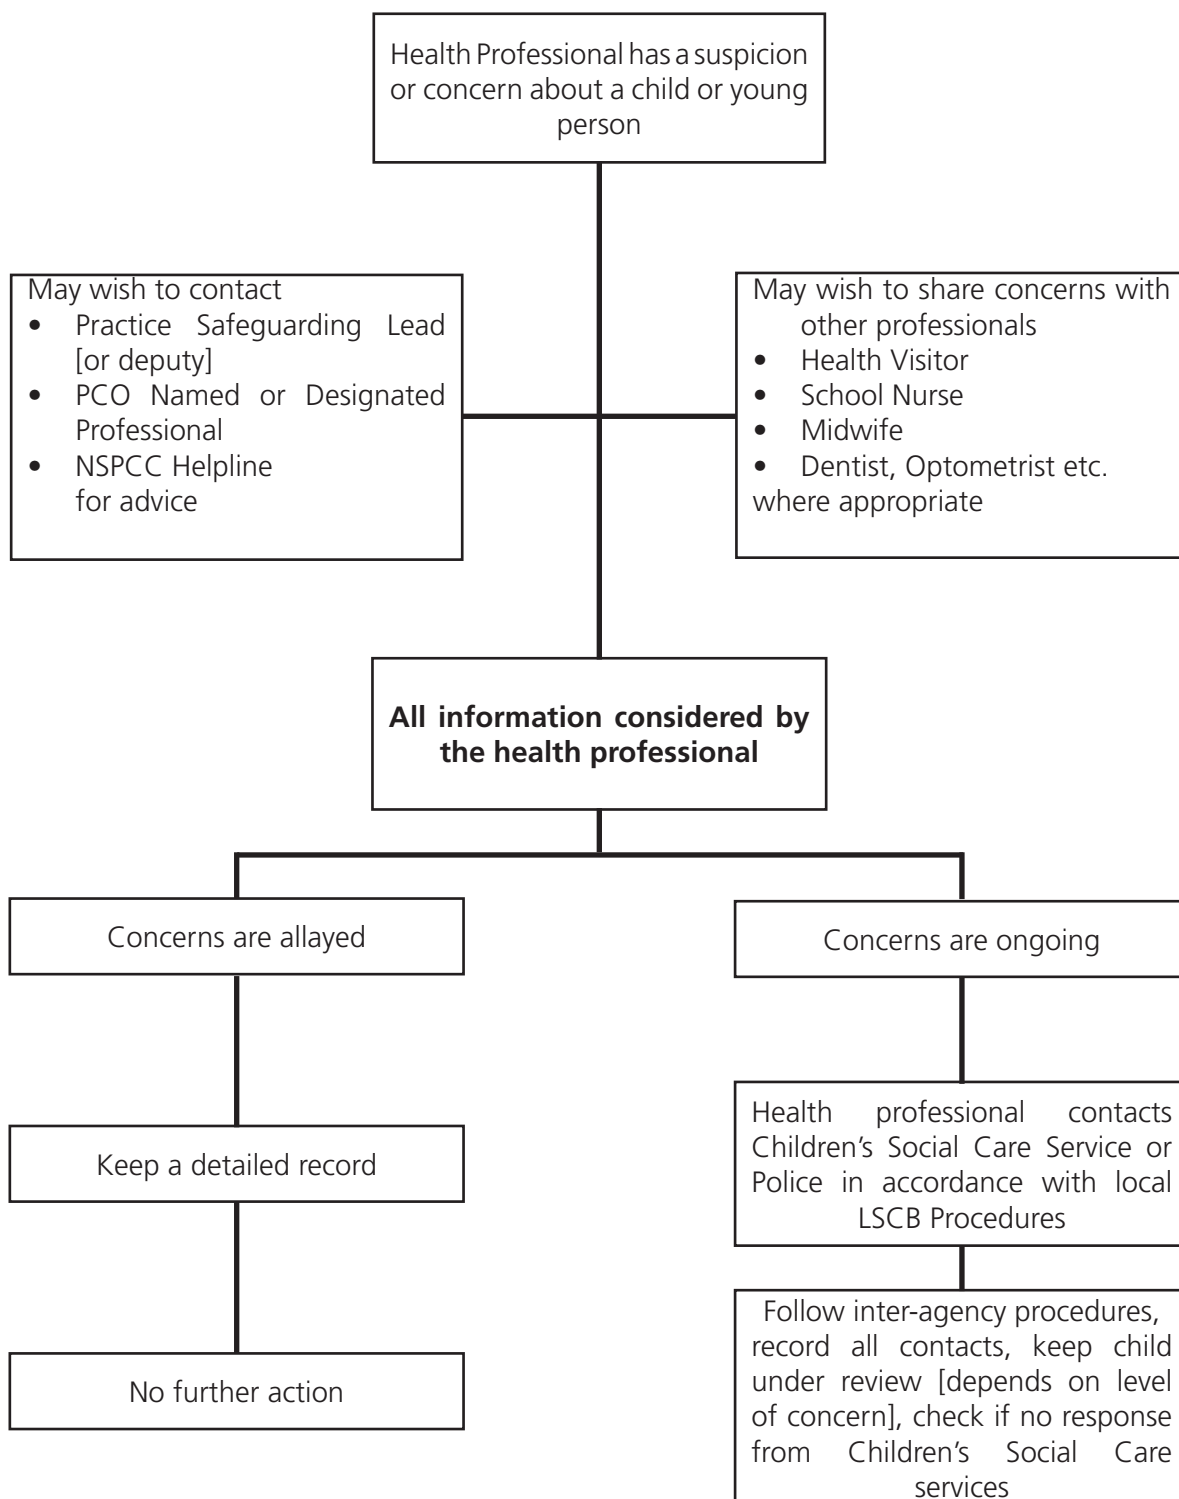 Health Professional has a suspicion
or concern about a child or young
person
May wish to contact
• Practice Safeguarding Lead
[or deputy]
• PCO Named or Designated
Professional
• NSPCC Helpline
for advice
May wish to share concerns with
other professionals
• Health Visitor
• School Nurse
• Midwife
• Dentist, Optometrist etc.
where appropriate
All information considered by
the health professional
Concerns are allayed
Keep a detailed record
No further action
Concerns are ongoing
Health professional contacts
Children's Social Care Service or
Police in accordance with local
LSCB Procedures
Follow inter-agency procedures,
record all contacts, keep child
under review [depends on level
of concern], check if no response
from Children's Social Care
services